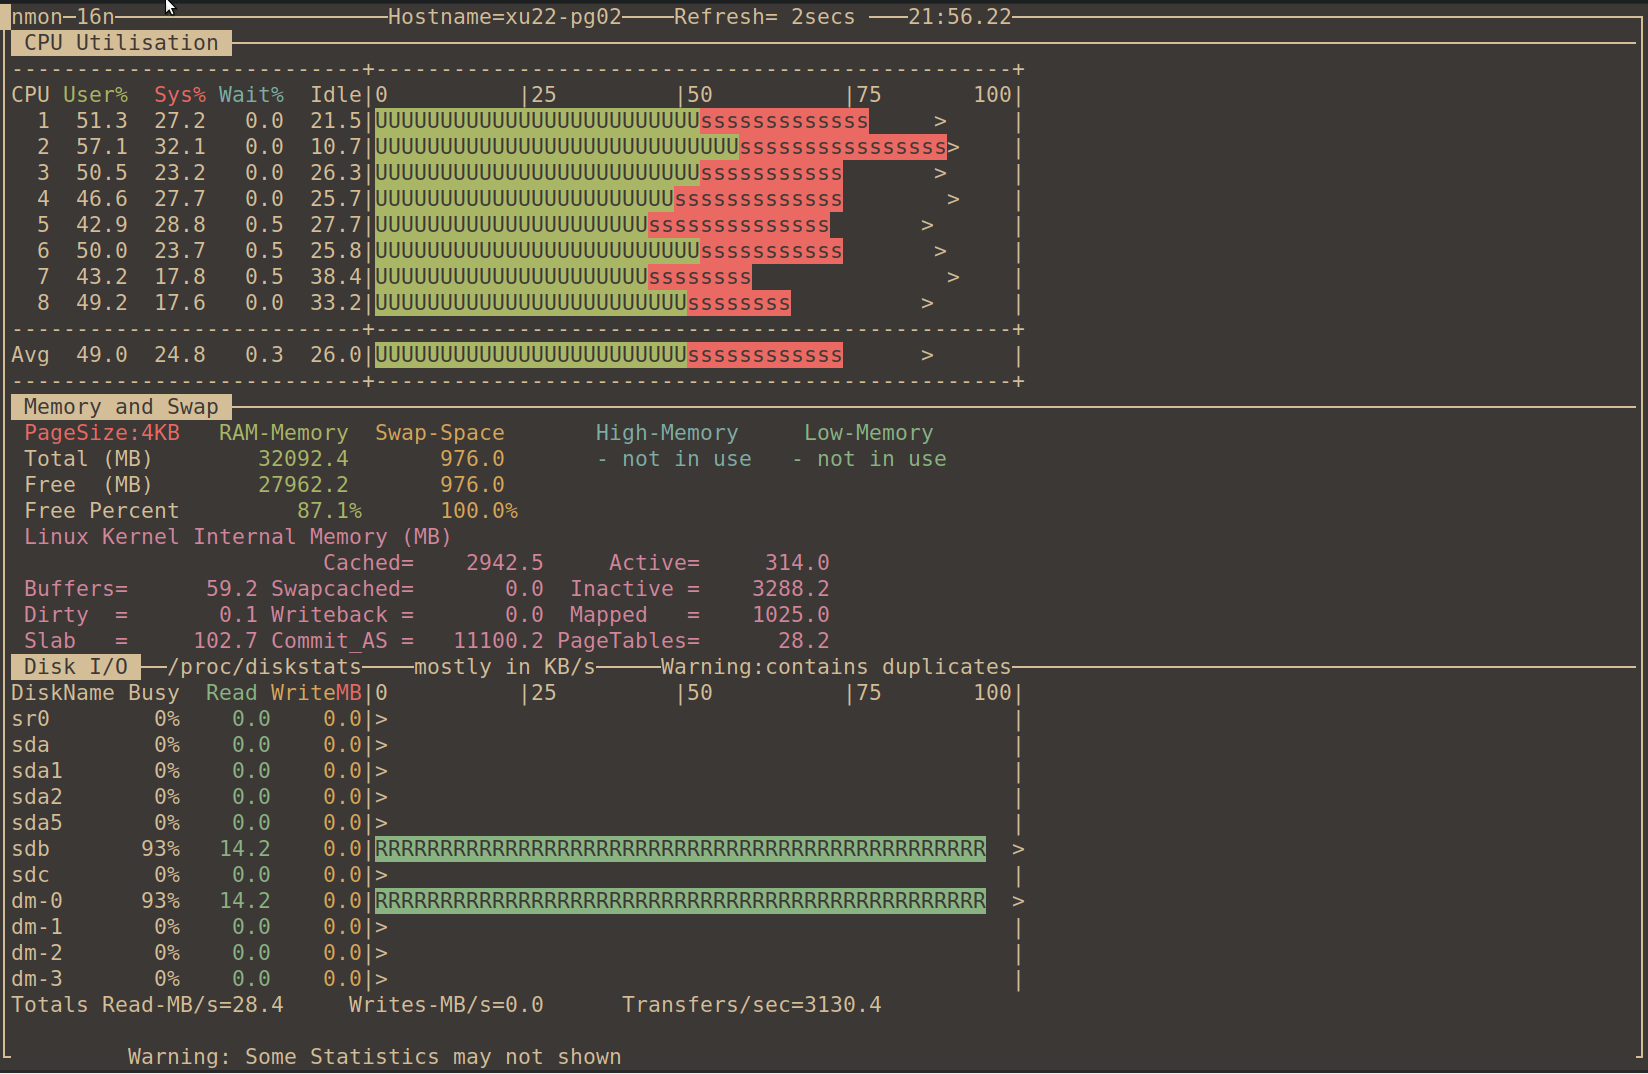 nmon─16n─────────────────────Hostname=xu22-pg02────Refresh= 2secs ───21:56.22
CPU Utilisation
---------------------------+-------------------------------------------------+
CPU User%  Sys% Wait%  Idle|0          |25         |50          |75       100|
  1  51.3  27.2   0.0  21.5|UUUUUUUUUUUUUUUUUUUUUUUUUsssssssssssss     >     |
  2  57.1  32.1   0.0  10.7|UUUUUUUUUUUUUUUUUUUUUUUUUUUUssssssssssssssss>    |
  3  50.5  23.2   0.0  26.3|UUUUUUUUUUUUUUUUUUUUUUUUUsssssssssss       >     |
  4  46.6  27.7   0.0  25.7|UUUUUUUUUUUUUUUUUUUUUUUsssssssssssss        >    |
  5  42.9  28.8   0.5  27.7|UUUUUUUUUUUUUUUUUUUUUssssssssssssss       >      |
  6  50.0  23.7   0.5  25.8|UUUUUUUUUUUUUUUUUUUUUUUUUsssssssssss       >     |
  7  43.2  17.8   0.5  38.4|UUUUUUUUUUUUUUUUUUUUUssssssss               >    |
  8  49.2  17.6   0.0  33.2|UUUUUUUUUUUUUUUUUUUUUUUUssssssss          >      |
---------------------------+-------------------------------------------------+
Avg  49.0  24.8   0.3  26.0|UUUUUUUUUUUUUUUUUUUUUUUUssssssssssss      >      |
---------------------------+-------------------------------------------------+
Memory and Swap
PageSize:4KB   RAM-Memory  Swap-Space       High-Memory     Low-Memory
Total (MB)        32092.4       976.0       - not in use   - not in use
Free  (MB)        27962.2       976.0
Free Percent         87.1%      100.0%
Linux Kernel Internal Memory (MB)
Cached=    2942.5     Active=     314.0
Buffers=      59.2 Swapcached=       0.0  Inactive =    3288.2
Dirty  =       0.1 Writeback =       0.0  Mapped   =    1025.0
Slab   =     102.7 Commit_AS =   11100.2 PageTables=      28.2
Disk I/O ──/proc/diskstats────mostly in KB/s─────Warning:contains duplicates
DiskName Busy  Read WriteMB|0          |25         |50          |75       100|
sr0        0%    0.0    0.0|>                                                |
sda        0%    0.0    0.0|>                                                |
sda1       0%    0.0    0.0|>                                                |
sda2       0%    0.0    0.0|>                                                |
sda5       0%    0.0    0.0|>                                                |
sdb       93%   14.2    0.0|RRRRRRRRRRRRRRRRRRRRRRRRRRRRRRRRRRRRRRRRRRRRRRR  >
sdc        0%    0.0    0.0|>                                                |
dm-0      93%   14.2    0.0|RRRRRRRRRRRRRRRRRRRRRRRRRRRRRRRRRRRRRRRRRRRRRRR  >
dm-1       0%    0.0    0.0|>                                                |
dm-2       0%    0.0    0.0|>                                                |
dm-3       0%    0.0    0.0|>                                                |
Totals Read-MB/s=28.4     Writes-MB/s=0.0      Transfers/sec=3130.4
Warning: Some Statistics may not shown